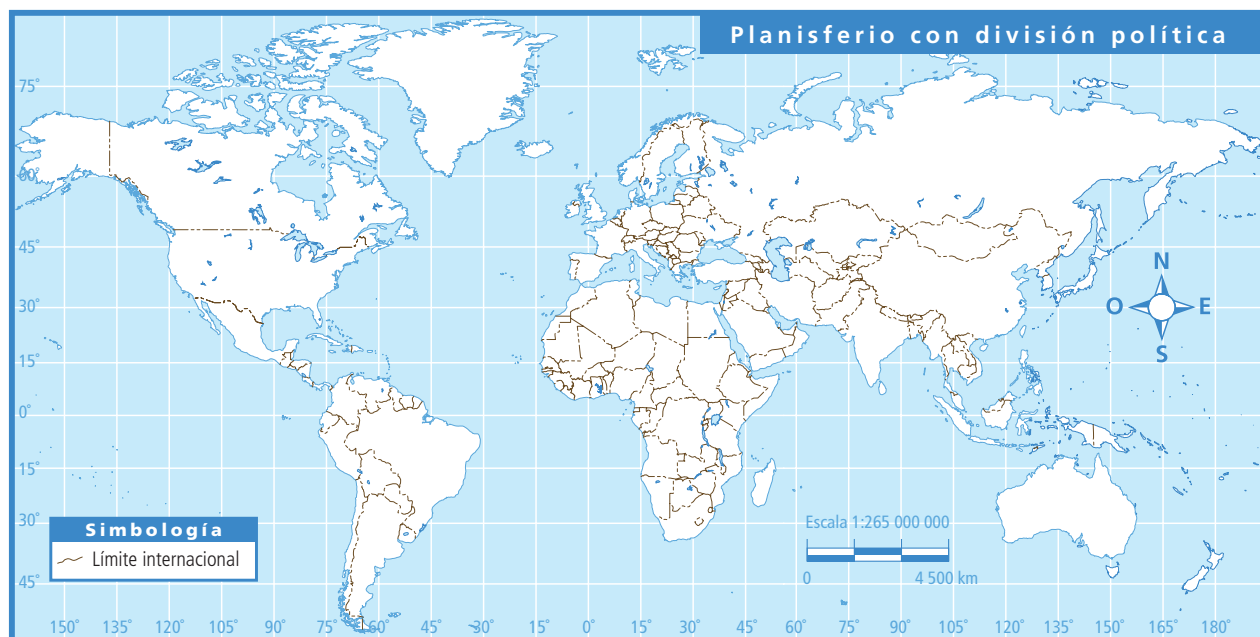 Planisferio con división política
75°
60°
45°
30°
15°
0°
15°
30°
45°
N
O E
S
Simbología
Límite internacional
Escala 1:265 000 000
0 4 500 km
150° 135° 120° 105° 90° 75° 60° 45° 30° 15° 0° 15° 30° 45° 60° 75° 90° 105° 120° 135° 150° 165° 180°